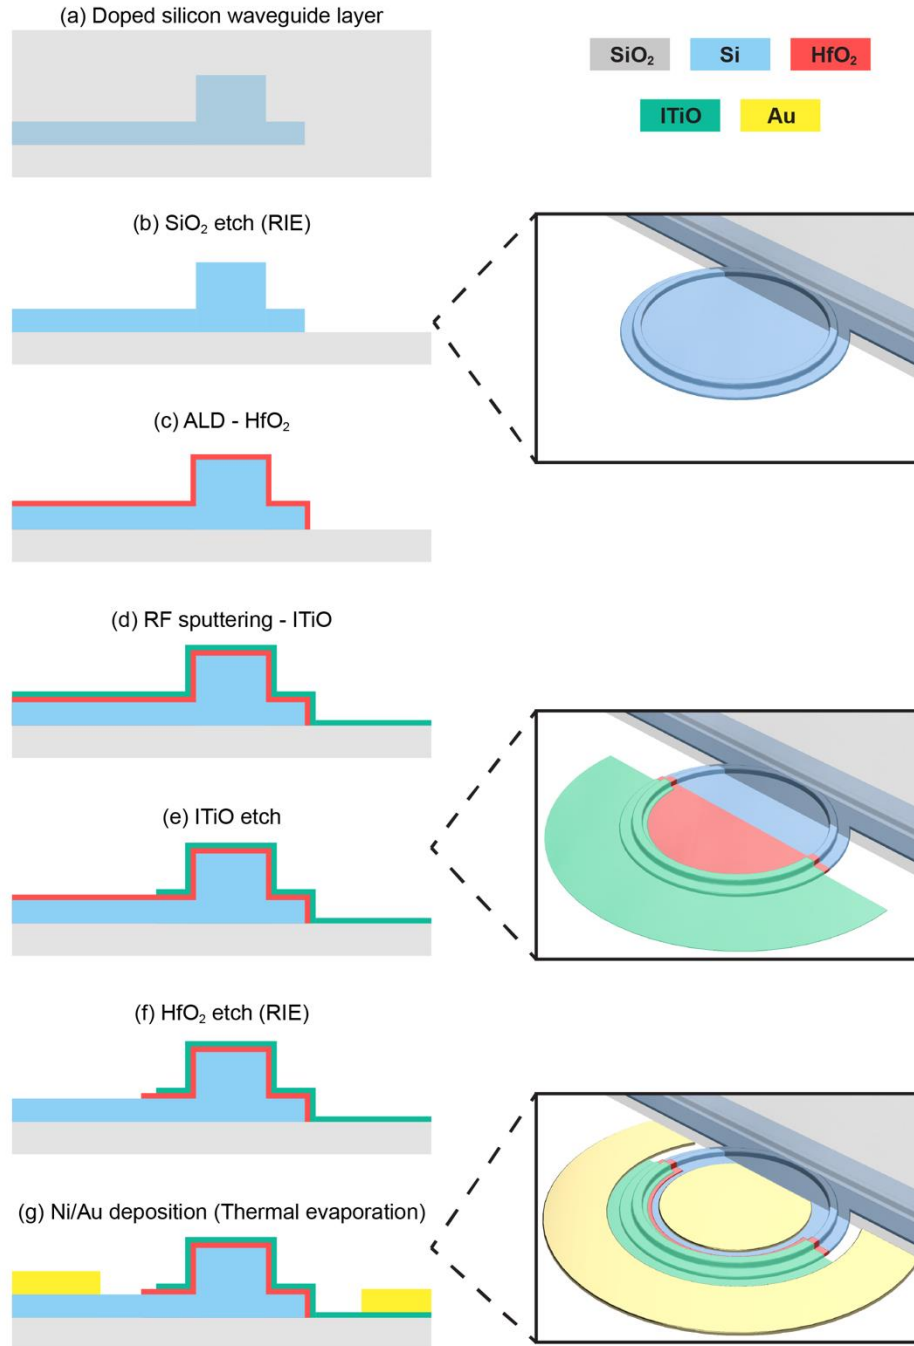 (a) Doped silicon waveguide layer
SiO₂ Si HfO₂
ITiO Au
(b) SiO₂ etch (RIE)
(c) ALD - HfO₂
(d) RF sputtering - ITiO
(e) ITiO etch
(f) HfO₂ etch (RIE)
(g) Ni/Au deposition (Thermal evaporation)